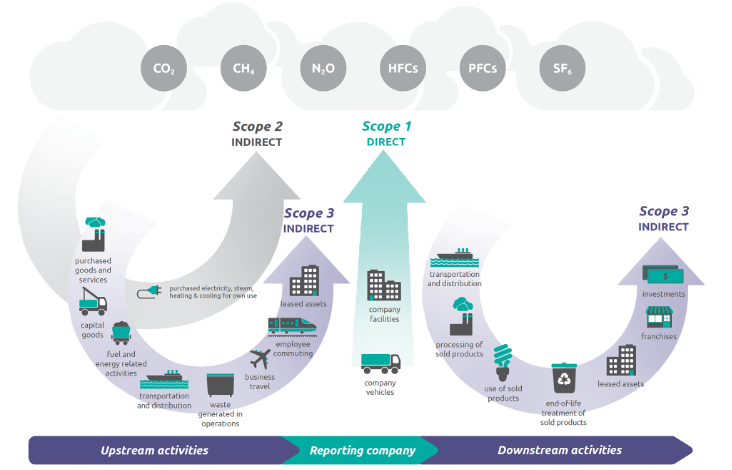 CO₂
CH₄
N₂O
HFCs
PFCs
SF₆
Scope 2
INDIRECT
Scope 1
DIRECT
Scope 3
INDIRECT
Scope 3
INDIRECT
purchased
goods and
services
capital
goods
fuel and
energy related
activities
transportation
and distribution
waste
generated in
operations
business
travel
employee
commuting
leased assets
purchased electricity, steam,
heating & cooling for own use
company
facilities
company
vehicles
transportation
and distribution
processing of
sold products
use of sold
products
end-of-life
treatment of
sold products
leased assets
franchises
investments
$
Upstream activities
Reporting company
Downstream activities